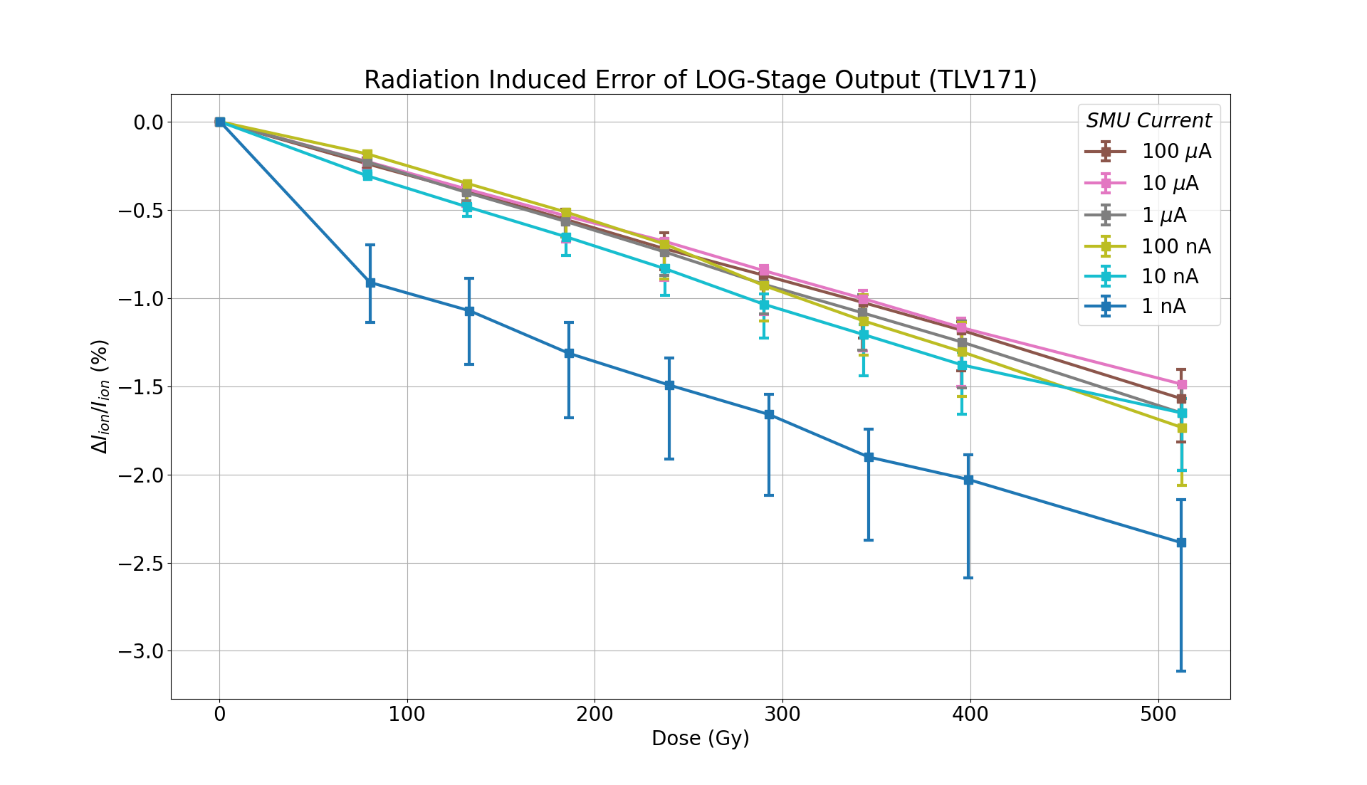 Radiation Induced Error of LOG-Stage Output (TLV171)
SMU Current
100 μA
10 μA
1 μA
100 nA
10 nA
1 nA
0.0
−0.5
−1.0
−1.5
−2.0
−2.5
−3.0
ΔI_ion/I_ion (%)
0 100 200 300 400 500
Dose (Gy)